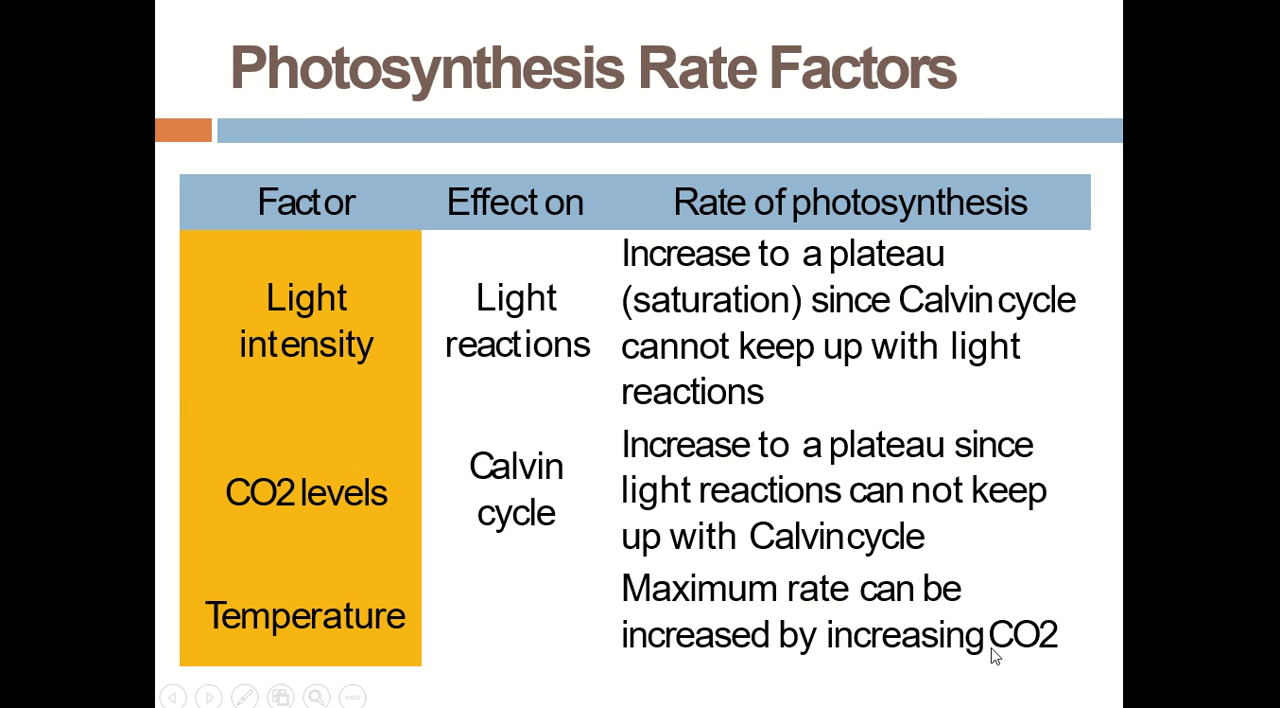 Photosynthesis Rate Factors
Factor Effect on Rate of photosynthesis
Light
intensity
Light
reactions
Increase to a plateau
(saturation) since Calvin cycle
cannot keep up with light
reactions
CO2 levels
Calvin
cycle
Increase to a plateau since
light reactions can not keep
up with Calvin cycle
Temperature
Maximum rate can be
increased by increasing CO2